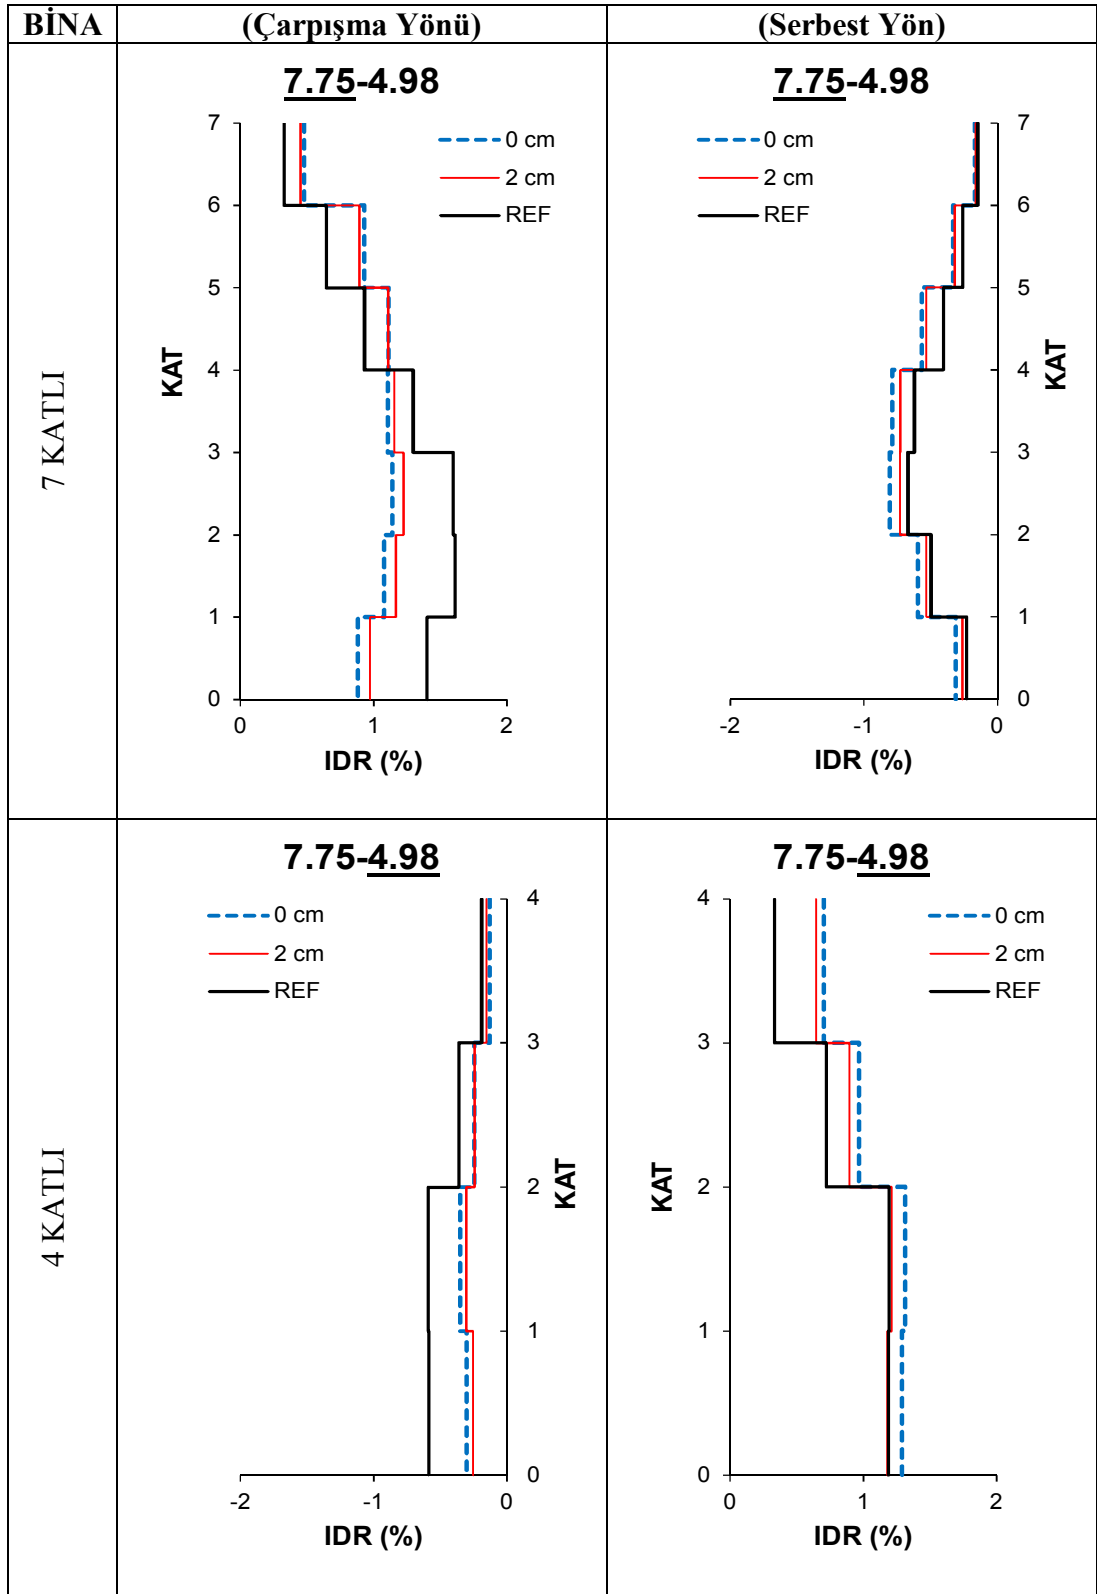 BİNA (Çarpışma Yönü) (Serbest Yön)
7 KATLI
7.75-4.98
7
6
5
4
3
2
1
0
KAT
0 cm
2 cm
REF
0 1 2
IDR (%)
7.75-4.98
0 cm
2 cm
REF
7
6
5
4
3
2
1
0
KAT
-2 -1 0
IDR (%)
4 KATLI
7.75-4.98
0 cm
2 cm
REF
4
3
2
1
0
KAT
-2 -1 0
IDR (%)
7.75-4.98
4
3
2
1
0
KAT
0 cm
2 cm
REF
0 1 2
IDR (%)